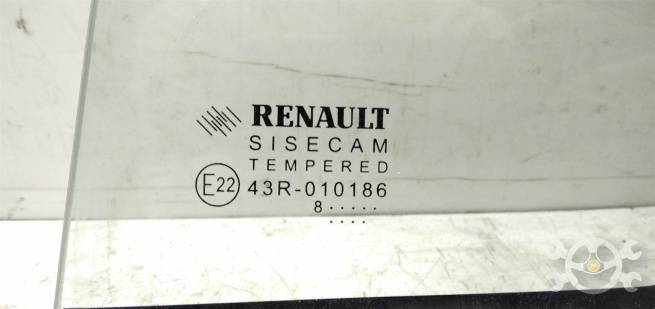 RENAULT
SISECAM
TEMPERED
E22 43R-010186
8 · · · · ·
· · · ·